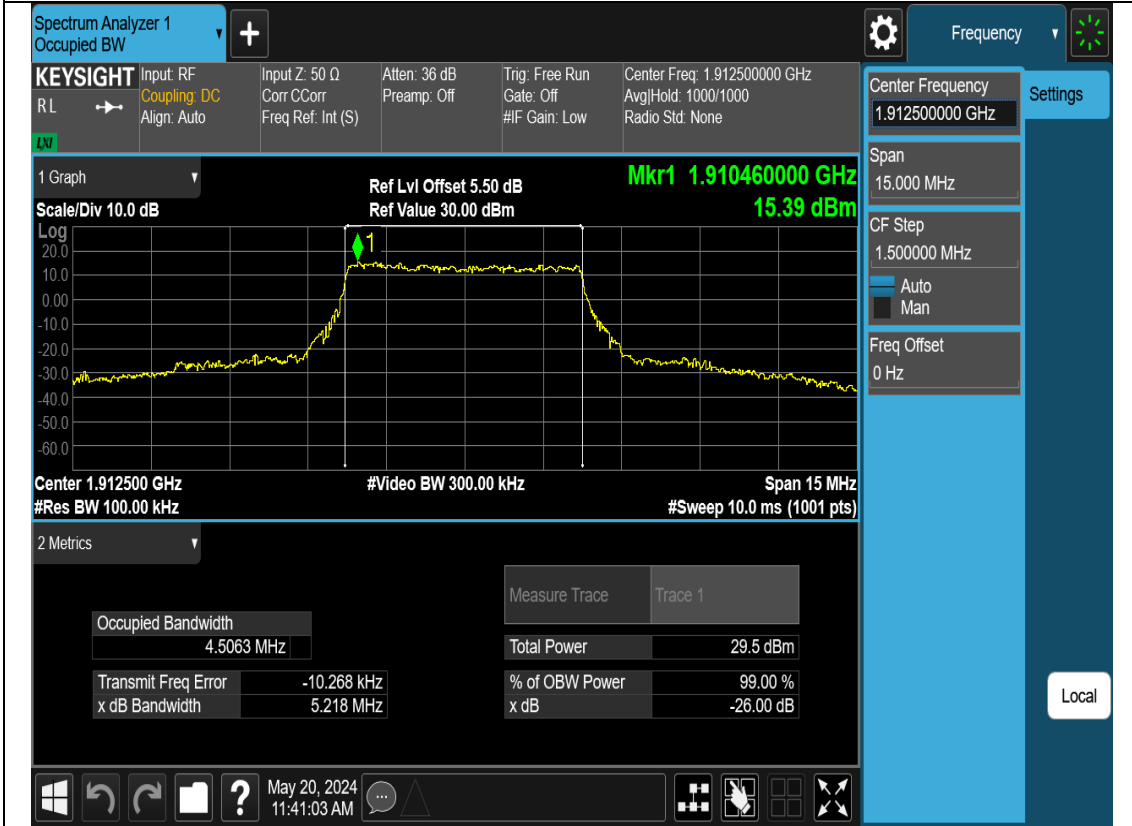 Spectrum Analyzer 1
Occupied BW
+
Frequency
KEYSIGHT
R L
LXI
Input: RF
Coupling: DC
Align: Auto
Input Z: 50 Ω
Corr CCorr
Freq Ref: Int (S)
Atten: 36 dB
Preamp: Off
Trig: Free Run
Gate: Off
#IF Gain: Low
Center Freq: 1.912500000 GHz
Avg|Hold: 1000/1000
Radio Std: None
Center Frequency
1.912500000 GHz
Settings
Span
15.000 MHz
CF Step
1.500000 MHz
Auto
Man
Freq Offset
0 Hz
Local
1 Graph
Scale/Div 10.0 dB
Ref Lvl Offset 5.50 dB
Ref Value 30.00 dBm
Mkr1 1.910460000 GHz
15.39 dBm
Log
1
20.0
10.0
0.00
-10.0
-20.0
-30.0
-40.0
-50.0
-60.0
Center 1.912500 GHz
#Video BW 300.00 kHz
Span 15 MHz
#Res BW 100.00 kHz
#Sweep 10.0 ms (1001 pts)
2 Metrics
Measure Trace Trace 1
Occupied Bandwidth
4.5063 MHz
Total Power 29.5 dBm
Transmit Freq Error -10.268 kHz
% of OBW Power 99.00 %
x dB Bandwidth 5.218 MHz
x dB -26.00 dB
?
May 20, 2024
11:41:03 AM